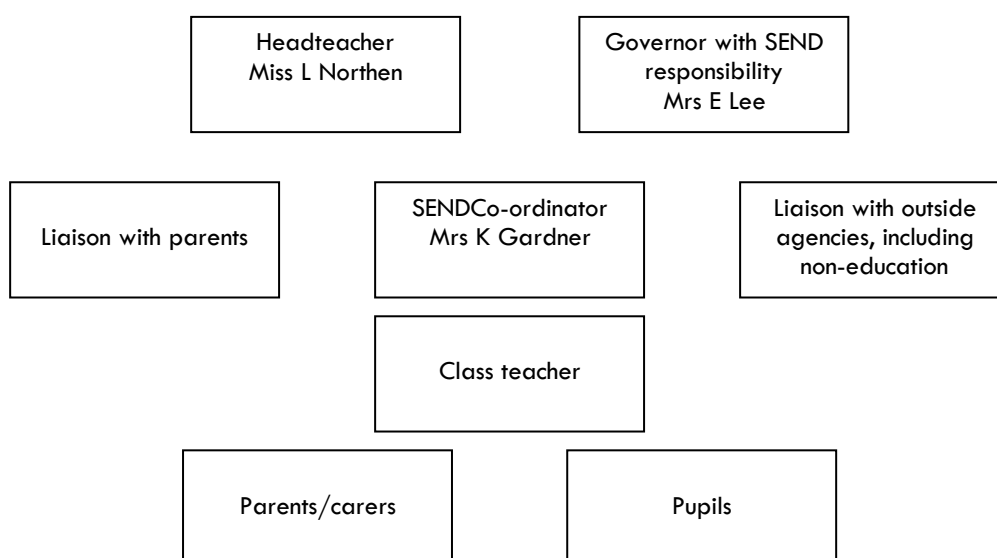 Headteacher
Miss L Northen
Governor with SEND
responsibility
Mrs E Lee
Liaison with parents
SENDCo-ordinator
Mrs K Gardner
Liaison with outside
agencies, including
non-education
Class teacher
Parents/carers
Pupils